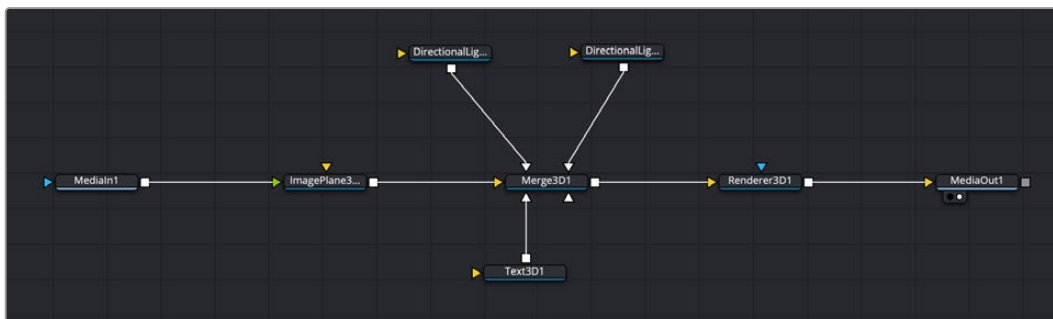 DirectionalLig...
DirectionalLig...
MediaIn1
ImagePlane3...
Merge3D1
Renderer3D1
MediaOut1
Text3D1